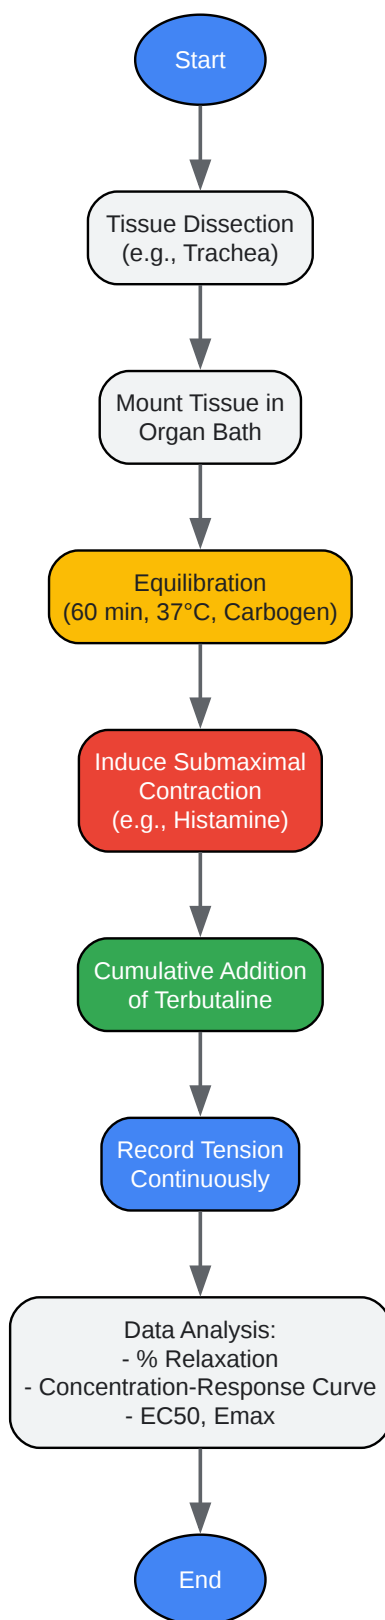 Start
Tissue Dissection
(e.g., Trachea)
Mount Tissue in
Organ Bath
Equilibration
(60 min, 37°C, Carbogen)
Induce Submaximal
Contraction
(e.g., Histamine)
Cumulative Addition
of Terbutaline
Record Tension
Continuously
Data Analysis:
- % Relaxation
- Concentration-Response Curve
- EC50, Emax
End